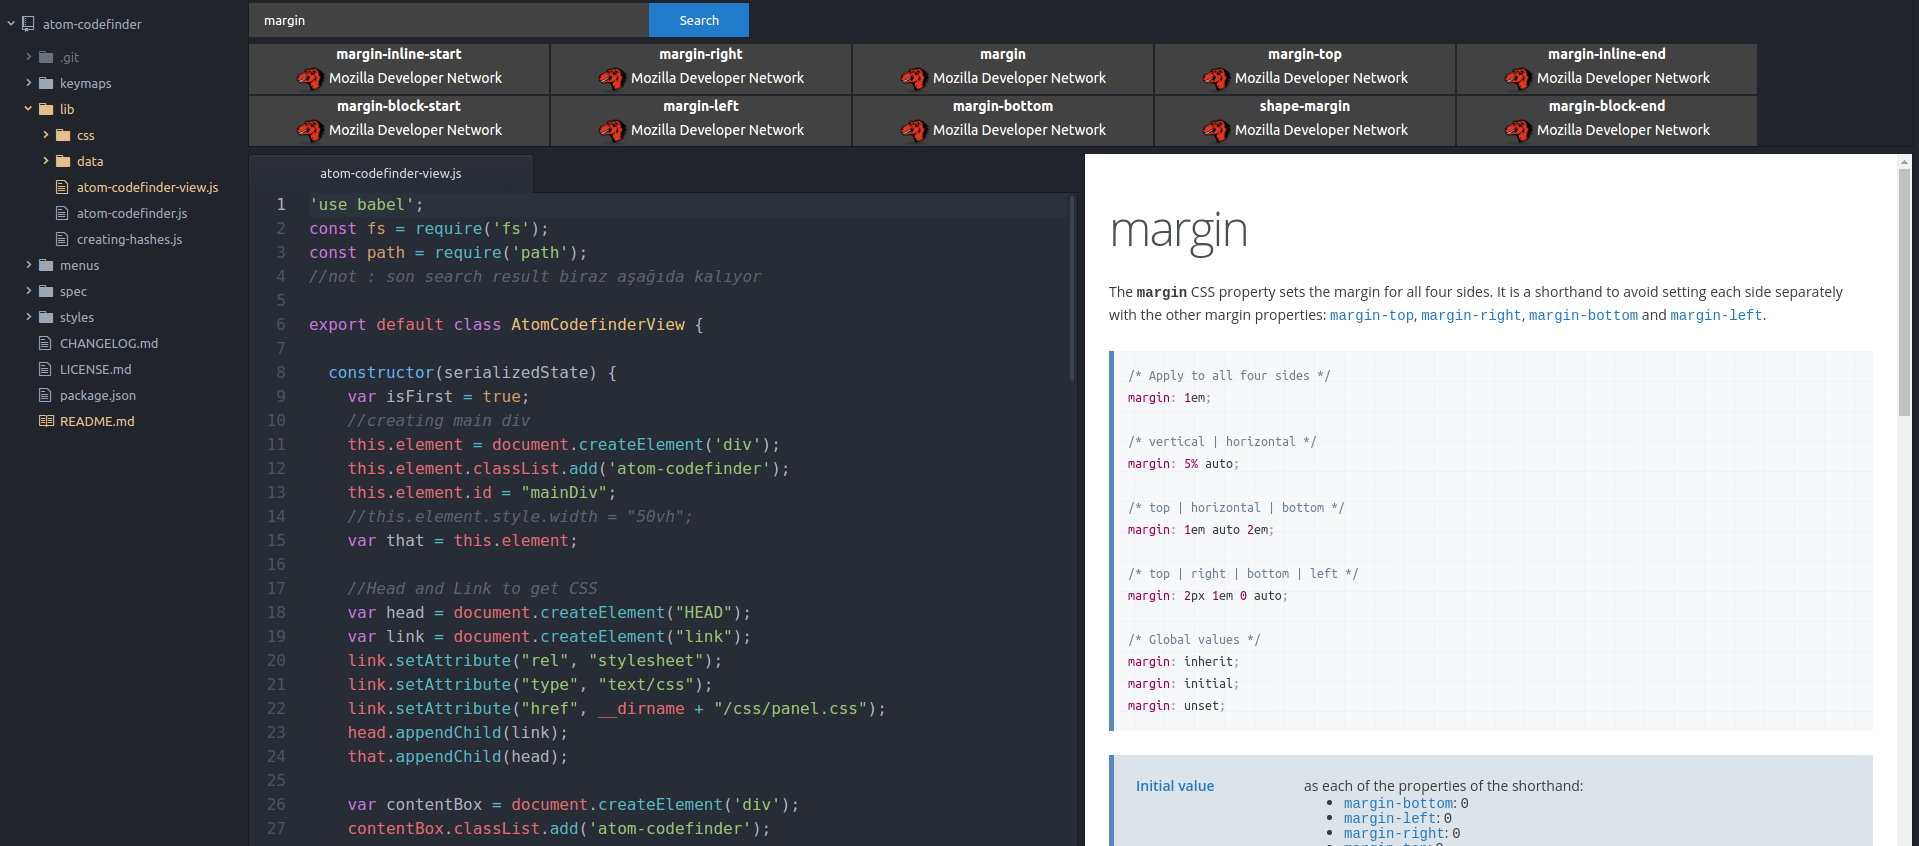 atom-codefinder
.git
keymaps
lib
css
data
atom-codefinder-view.js
atom-codefinder.js
creating-hashes.js
menus
spec
styles
CHANGELOG.md
LICENSE.md
package.json
README.md
margin
Search
margin-inline-start
Mozilla Developer Network
margin-right
Mozilla Developer Network
margin
Mozilla Developer Network
margin-top
Mozilla Developer Network
margin-inline-end
Mozilla Developer Network
margin-block-start
Mozilla Developer Network
margin-left
Mozilla Developer Network
margin-bottom
Mozilla Developer Network
shape-margin
Mozilla Developer Network
margin-block-end
Mozilla Developer Network
atom-codefinder-view.js
1 'use babel';
2 const fs = require('fs');
3 const path = require('path');
4 //not : son search result biraz aşağıda kalıyor
5
6 export default class AtomCodefinderView {
7
8 constructor(serializedState) {
9 var isFirst = true;
10 //creating main div
11 this.element = document.createElement('div');
12 this.element.classList.add('atom-codefinder');
13 this.element.id = "mainDiv";
14 //this.element.style.width = "50vh";
15 var that = this.element;
16
17 //Head and Link to get CSS
18 var head = document.createElement("HEAD");
19 var link = document.createElement("link");
20 link.setAttribute("rel", "stylesheet");
21 link.setAttribute("type", "text/css");
22 link.setAttribute("href", __dirname + "/css/panel.css");
23 head.appendChild(link);
24 that.appendChild(head);
25
26 var contentBox = document.createElement('div');
27 contentBox.classList.add('atom-codefinder');
margin
The margin CSS property sets the margin for all four sides. It is a shorthand to avoid setting each side separately
with the other margin properties: margin-top, margin-right, margin-bottom and margin-left.
/* Apply to all four sides */
margin: 1em;
/* vertical | horizontal */
margin: 5% auto;
/* top | horizontal | bottom */
margin: 1em auto 2em;
/* top | right | bottom | left */
margin: 2px 1em 0 auto;
/* Global values */
margin: inherit;
margin: initial;
margin: unset;
Initial value
as each of the properties of the shorthand:
margin-bottom: 0
margin-left: 0
margin-right: 0